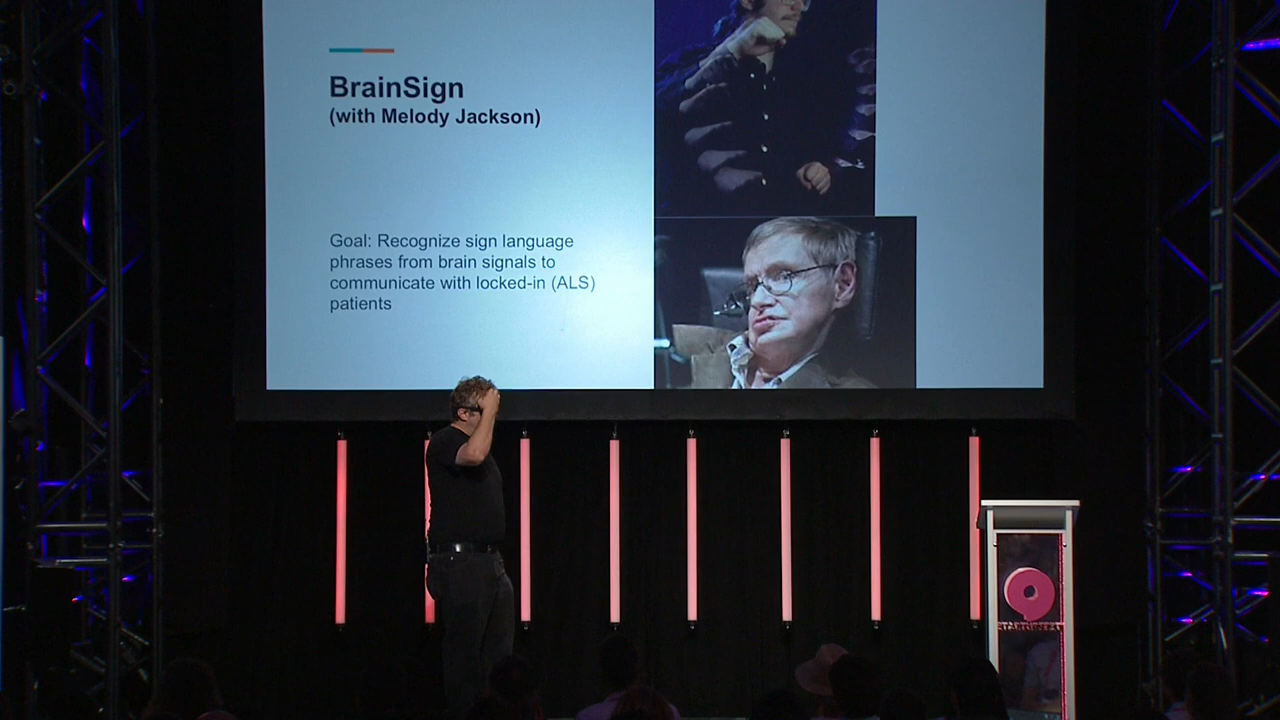 BrainSign
(with Melody Jackson)
Goal: Recognize sign language
phrases from brain signals to
communicate with locked-in (ALS)
patients